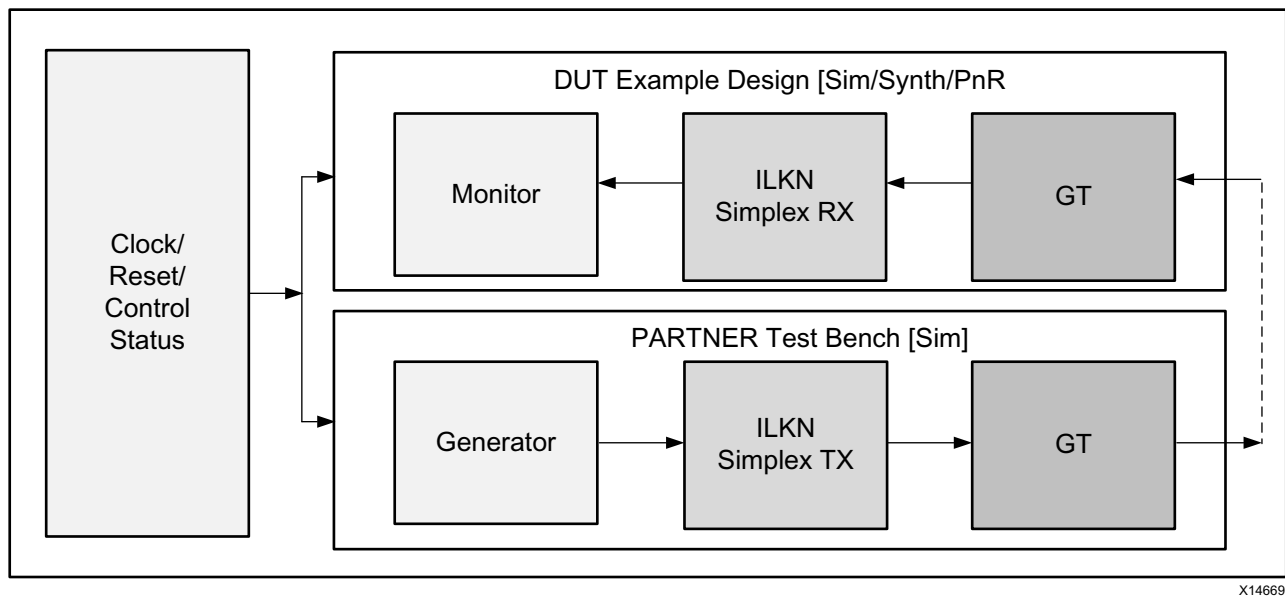 DUT Example Design [Sim/Synth/PnR
Monitor
ILKN
Simplex RX
GT
Clock/
Reset/
Control
Status
PARTNER Test Bench [Sim]
Generator
ILKN
Simplex TX
GT
X14669